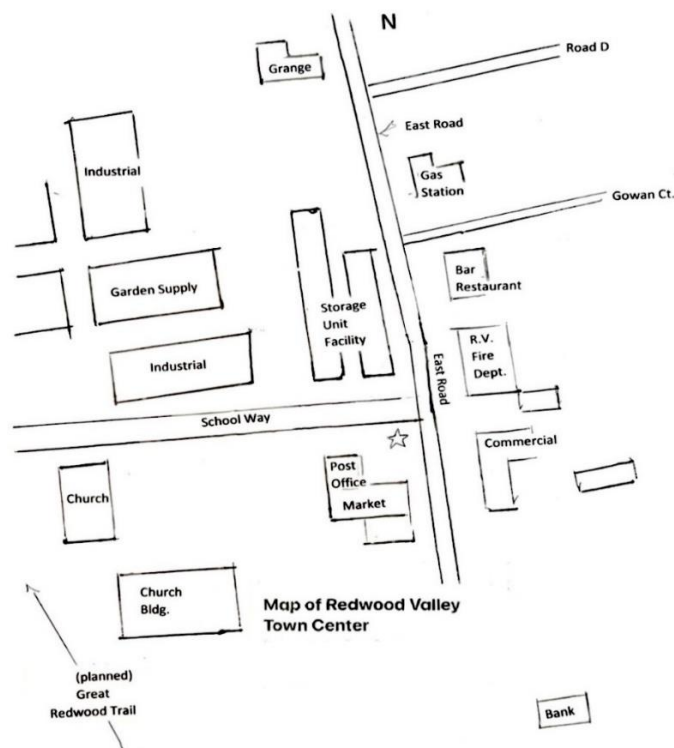 N
Road D
Grange
East Road
Industrial
Gas
Station
Gowan Ct.
Bar
Restaurant
Garden Supply
Storage
Unit
Facility
R.V.
Fire
Dept.
Industrial
East Road
School Way
Commercial
Post
Office
Market
Church
Church
Bldg.
Map of Redwood Valley
Town Center
(planned)
Great
Redwood Trail
Bank